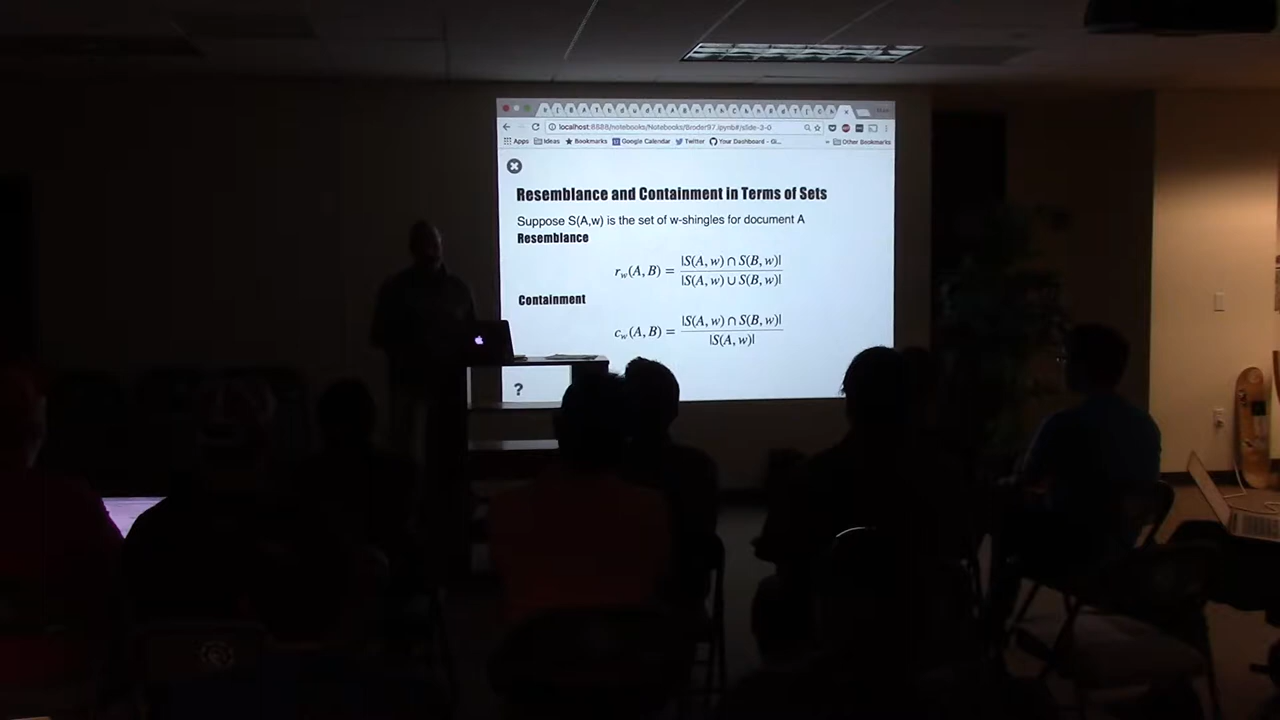 localhost:8888/notebooks/Notebooks/Broder97.ipynb#/slide-3-0
Apps Ideas Bookmarks Google Calendar Twitter Your Dashboard - Gi... » Other Bookmarks
Resemblance and Containment in Terms of Sets
Suppose S(A,w) is the set of w-shingles for document A
Resemblance
r_w(A, B) = |S(A, w) ∩ S(B, w)| / |S(A, w) ∪ S(B, w)|
Containment
c_w(A, B) = |S(A, w) ∩ S(B, w)| / |S(A, w)|
?